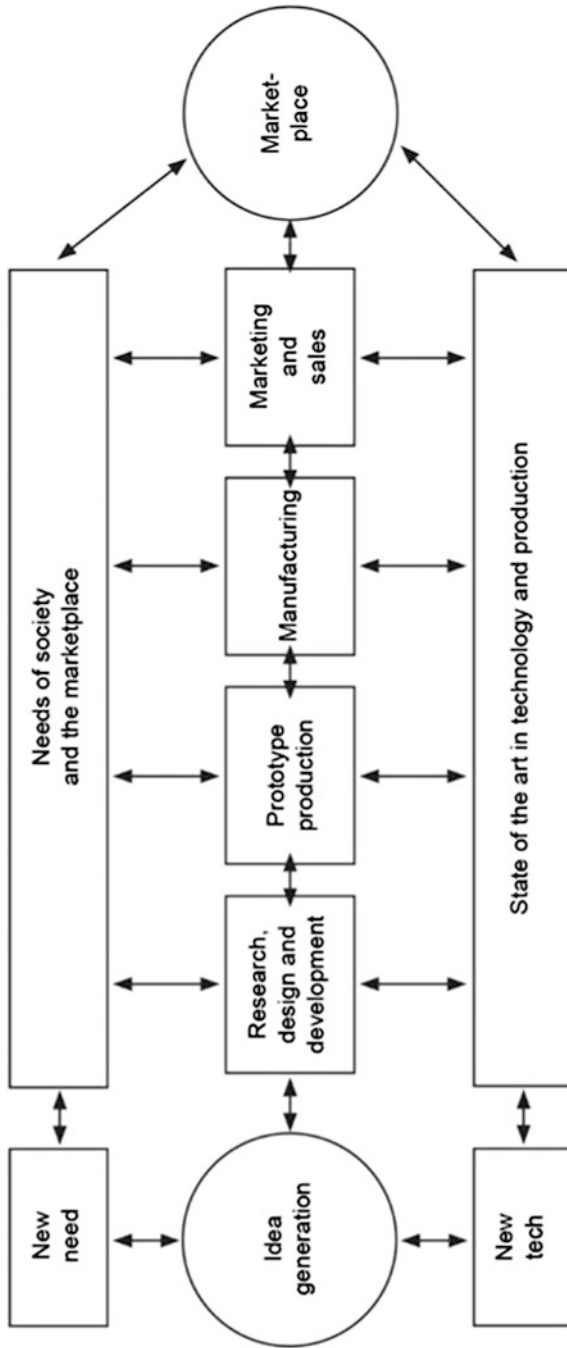 New
need
Needs of society
and the marketplace
Idea
generation
Research,
design and
development
Prototype
production
Manufacturing
Marketing
and
sales
Market-
place
New
tech
State of the art in technology and production